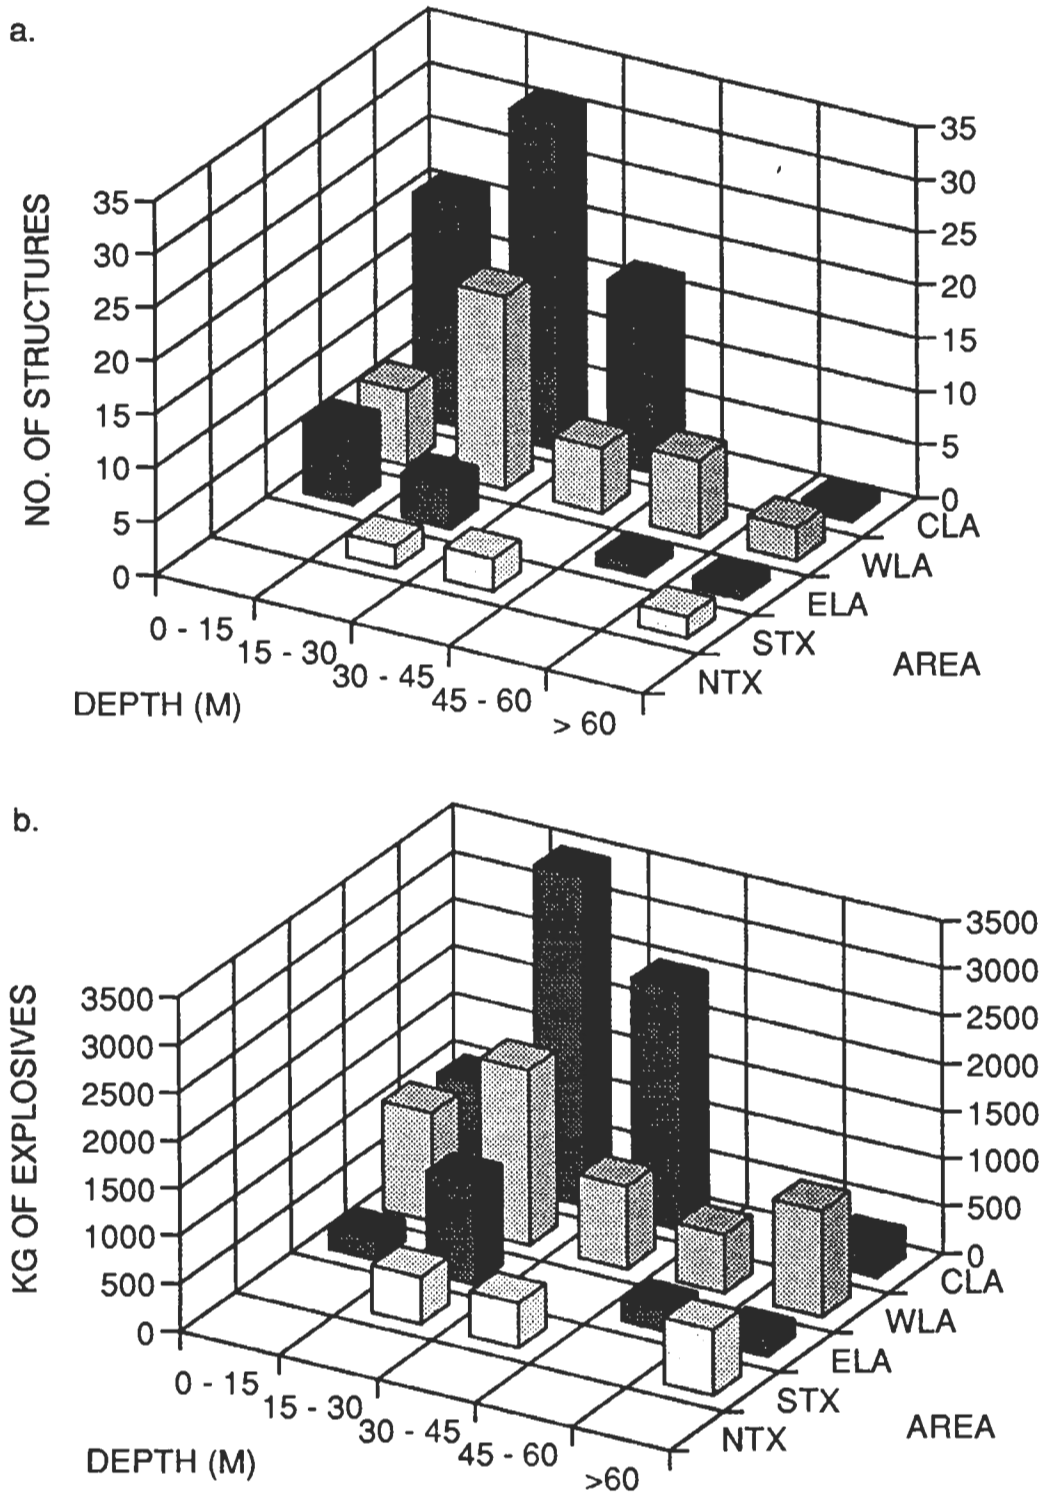 a.
NO. OF STRUCTURES
35
30
25
20
15
10
5
0
35
30
25
20
15
10
5
0
0 - 15
15 - 30
30 - 45
45 - 60
> 60
DEPTH (M)
CLA
WLA
ELA
STX
NTX
AREA
b.
KG OF EXPLOSIVES
3500
3000
2500
2000
1500
1000
500
0
3500
3000
2500
2000
1500
1000
500
0
0 - 15
15 - 30
30 - 45
45 - 60
>60
DEPTH (M)
CLA
WLA
ELA
STX
NTX
AREA